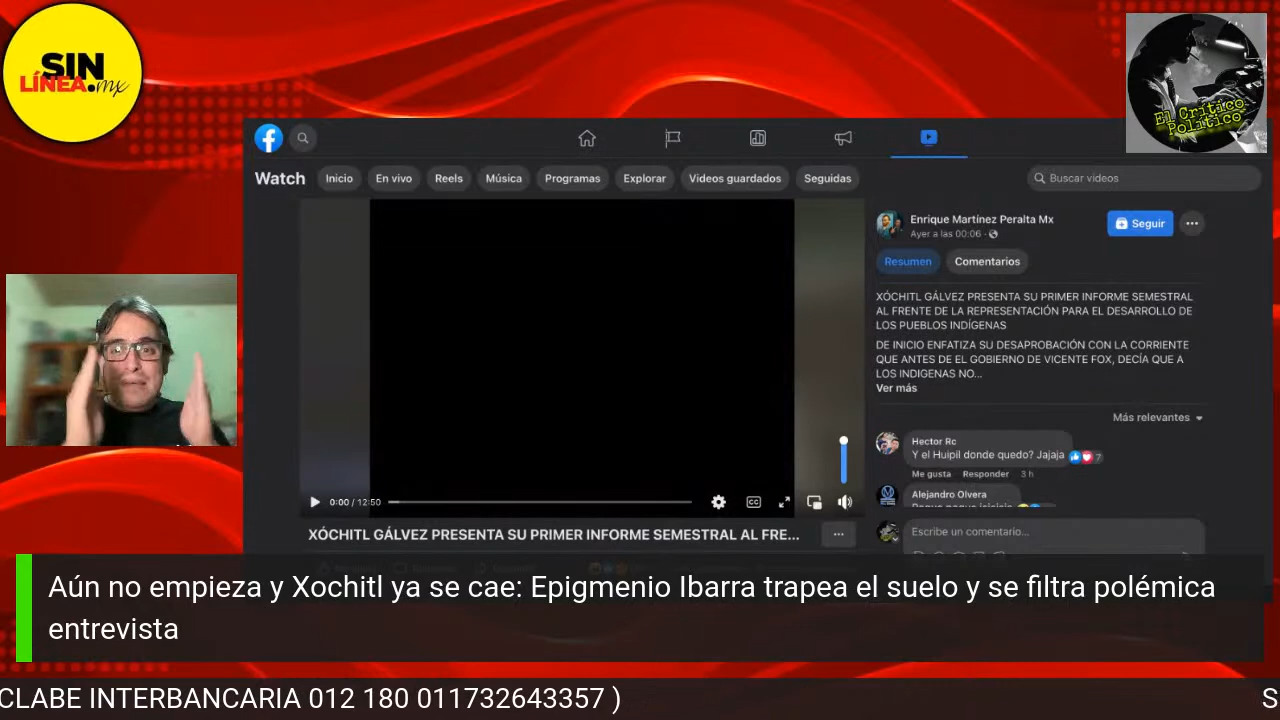 SIN
LÍNEA.mx
El Crítico
Político
Watch
Inicio
En vivo
Reels
Música
Programas
Explorar
Videos guardados
Seguidas
Buscar videos
Enrique Martínez Peralta Mx
Ayer a las 00:06 ·
Seguir
Resumen
Comentarios
XÓCHITL GÁLVEZ PRESENTA SU PRIMER INFORME SEMESTRAL
AL FRENTE DE LA REPRESENTACIÓN PARA EL DESARROLLO DE
LOS PUEBLOS INDÍGENAS
DE INICIO ENFATIZA SU DESAPROBACIÓN CON LA CORRIENTE
QUE ANTES DE EL GOBIERNO DE VICENTE FOX, DECÍA QUE A
LOS INDIGENAS NO...
Ver más
Más relevantes
Hector Rc
Y el Huipil donde quedo? Jajaja
7
Me gusta Responder 3 h
Alejandro Olvera
Escribe un comentario...
0:00 / 12:50
CC
XÓCHITL GÁLVEZ PRESENTA SU PRIMER INFORME SEMESTRAL AL FRE...
Aún no empieza y Xochitl ya se cae: Epigmenio Ibarra trapea el suelo y se filtra polémica
entrevista
CLABE INTERBANCARIA 012 180 011732643357 )
S